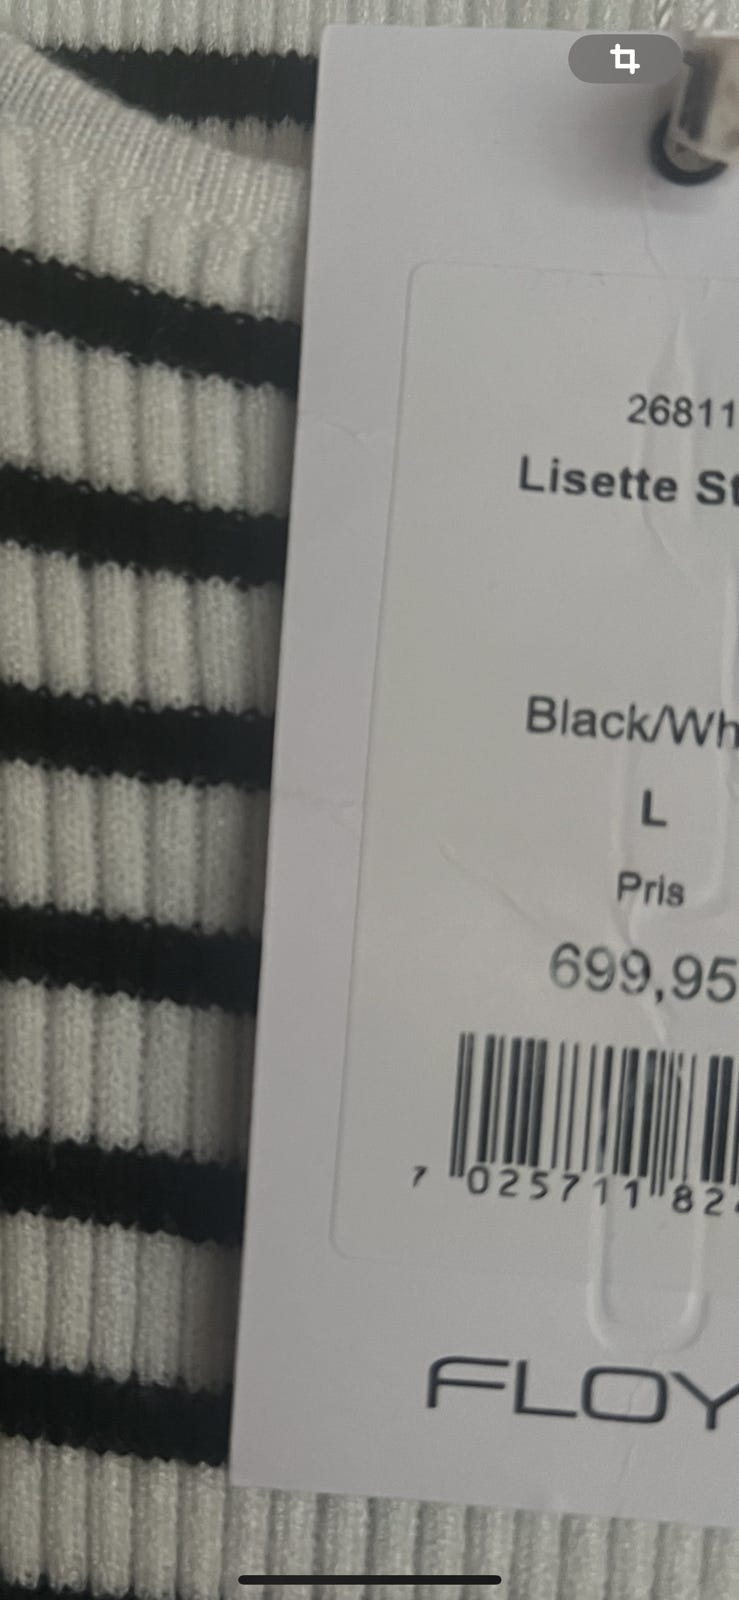 26811
Lisette St
Black/Wh
L
Pris
699,95
7 025711 82
FLOY